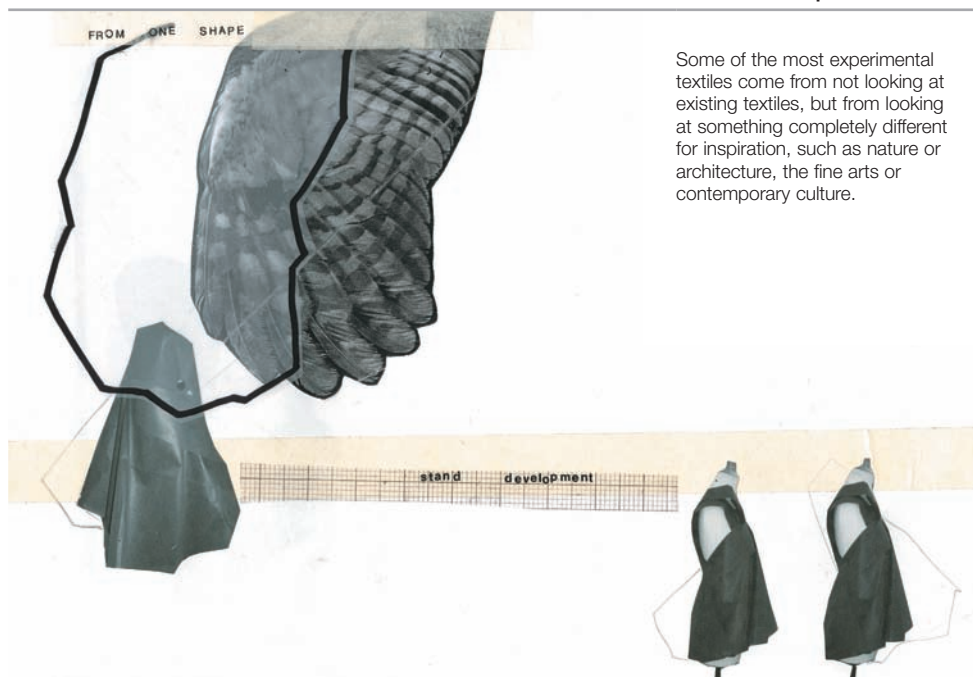 FROM ONE SHAPE
Some of the most experimental
textiles come from not looking at
existing textiles, but from looking
at something completely different
for inspiration, such as nature or
architecture, the fine arts or
contemporary culture.
stand development